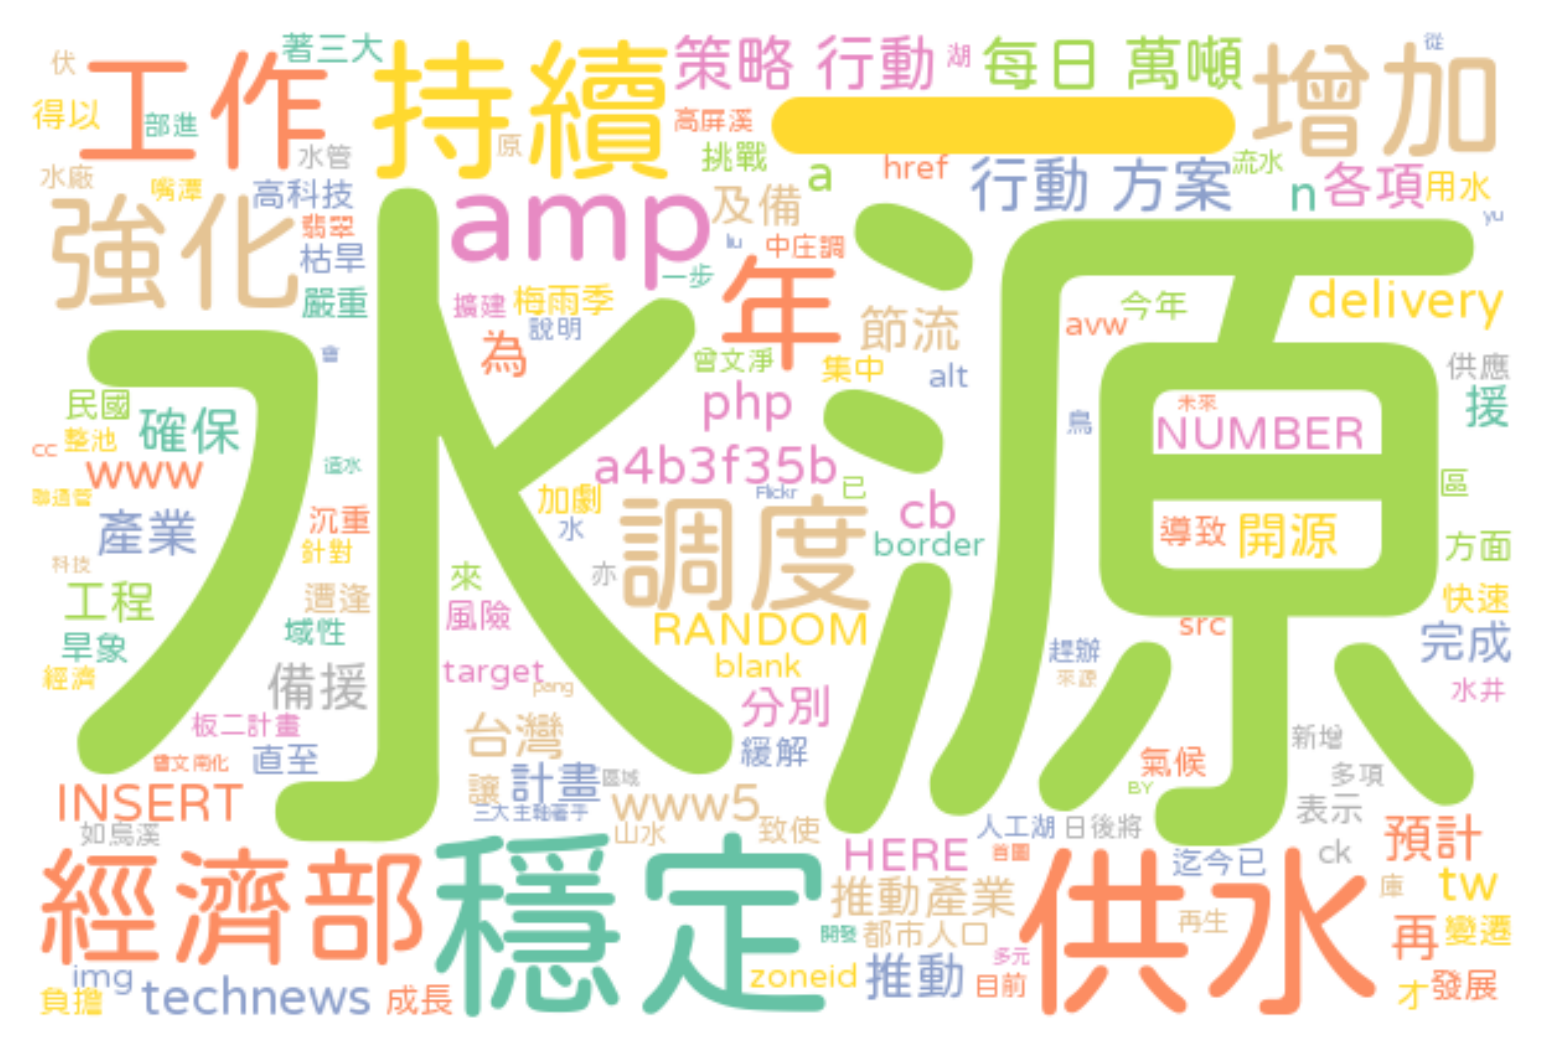 伏
著三大
工作
持續
策略 行動
湖
每日 萬噸
從
增加
得以
部進
高屏溪
一
水管
原
挑戰
a
href
行動 方案
流水
n
各項
用水
水廠
嘴潭
高科技
amp
及備
yu
強化
翡翠
liu
中庄調
枯旱
一步
年
嚴重
擴建
梅雨季
說明
節流
avw
今年
delivery
水源
會
為
曾文淨
集中
alt
供應
民國
確保
php
未來
NUMBER
援
整池
鳥
cc
www
造水
a4b3f35b
Flickr
已
區
聯通管
加劇
水
調度
cb
border
產業
沉重
針對
導致
開源
方面
科技
來
亦
工程
遭逢
快速
域性
風險
RANDOM
src
旱象
完成
經濟
備援
target
pang
blank
趕辦
來源
水井
分別
板二計畫
台灣
緩解
新增
曾文 南化
直至
讓
計畫
區域
氣候
多項
BY
INSERT
三大 主軸著手
www5
表示
如烏溪
山水
致使
人工湖
日後將
預計
HERE
首圖
迄今已
ck
經濟部
穩定
推動產業
供水
庫
tw
再生
開發
都市人口
再
變遷
img
多元
負擔
technews
成長
zoneid
推動
目前
才
發展